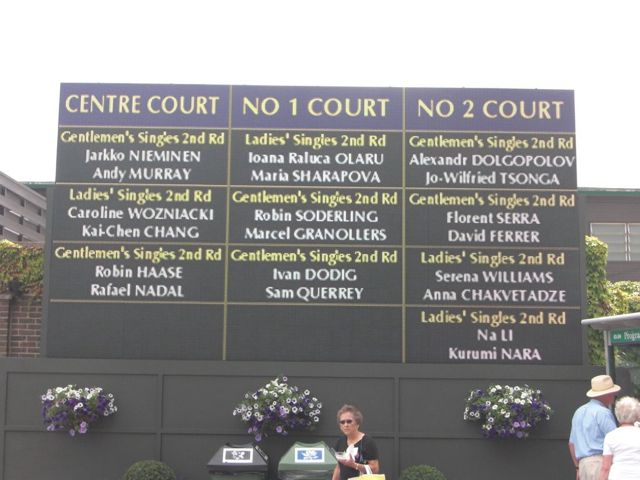 CENTRE COURT
Gentlemen's Singles 2nd Rd
Jarkko NIEMINEN
Andy MURRAY
Ladies' Singles 2nd Rd
Caroline WOZNIACKI
Kai-Chen CHANG
Gentlemen's Singles 2nd Rd
Robin HAASE
Rafael NADAL
NO 1 COURT
Ladies' Singles 2nd Rd
Ioana Raluca OLARU
Maria SHARAPOVA
Gentlemen's Singles 2nd Rd
Robin SODERLING
Marcel GRANOLLERS
Gentlemen's Singles 2nd Rd
Ivan DODIG
Sam QUERREY
NO 2 COURT
Gentlemen's Singles 2nd Rd
Alexandr DOLGOPOLOV
Jo-Wilfried TSONGA
Gentlemen's Singles 2nd Rd
Florent SERRA
David FERRER
Ladies' Singles 2nd Rd
Serena WILLIAMS
Anna CHAKVETADZE
Ladies' Singles 2nd Rd
Na LI
Kurumi NARA